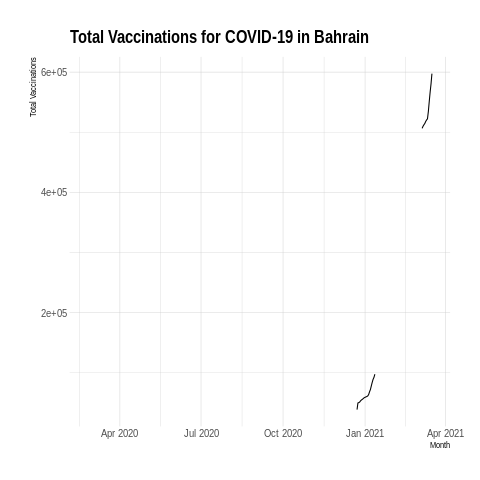 Total Vaccinations for COVID-19 in Bahrain
Total Vaccinations
6e+05
4e+05
2e+05
Apr 2020 Jul 2020 Oct 2020 Jan 2021 Apr 2021
Month